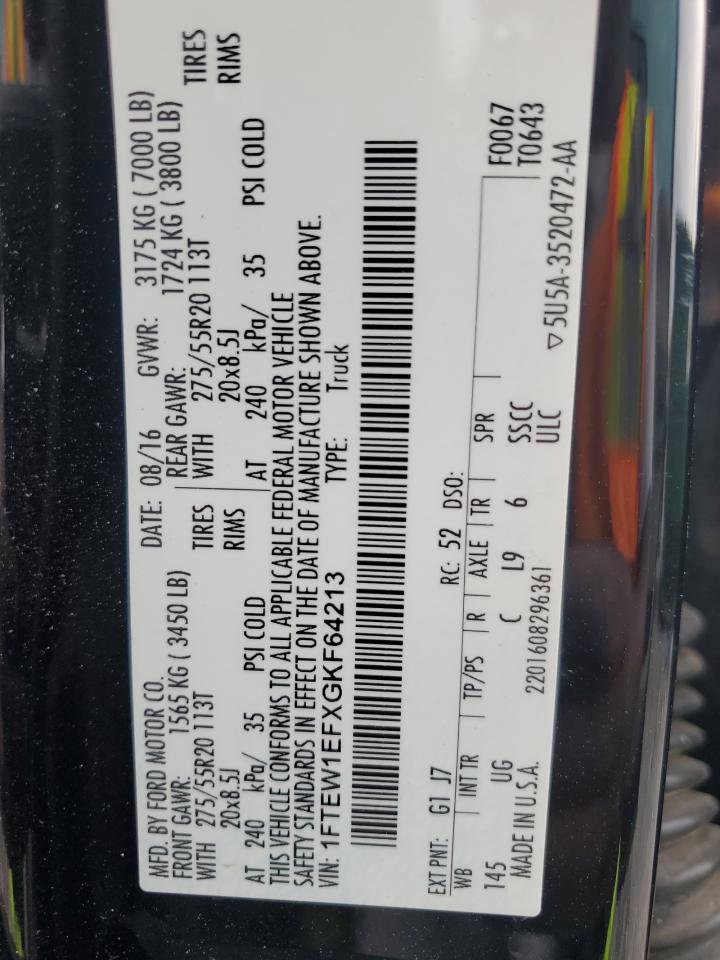 MFD. BY FORD MOTOR CO. DATE: 08/16 GVWR: 3175 KG ( 7000 LB)
FRONT GAWR: 1565 KG ( 3450 LB) REAR GAWR: 1724 KG ( 3800 LB)
WITH 275/55R20 113T TIRES WITH 275/55R20 113T TIRES
20x8.5J RIMS 20x8.5J RIMS
AT 240 kPa/ 35 PSI COLD AT 240 kPa/ 35 PSI COLD
THIS VEHICLE CONFORMS TO ALL APPLICABLE FEDERAL MOTOR VEHICLE
SAFETY STANDARDS IN EFFECT ON THE DATE OF MANUFACTURE SHOWN ABOVE.
VIN: 1FTEW1EFXGKF64213 TYPE: Truck
EXT PNT: G1 J7 RC: 52 DSO:
WB INT TR TP/PS R AXLE TR SPR F0067
145 UG C L9 6 SSCC T0643
ULC
MADE IN U.S.A. 2201608296361 ▽ 5U5A-3520472-AA